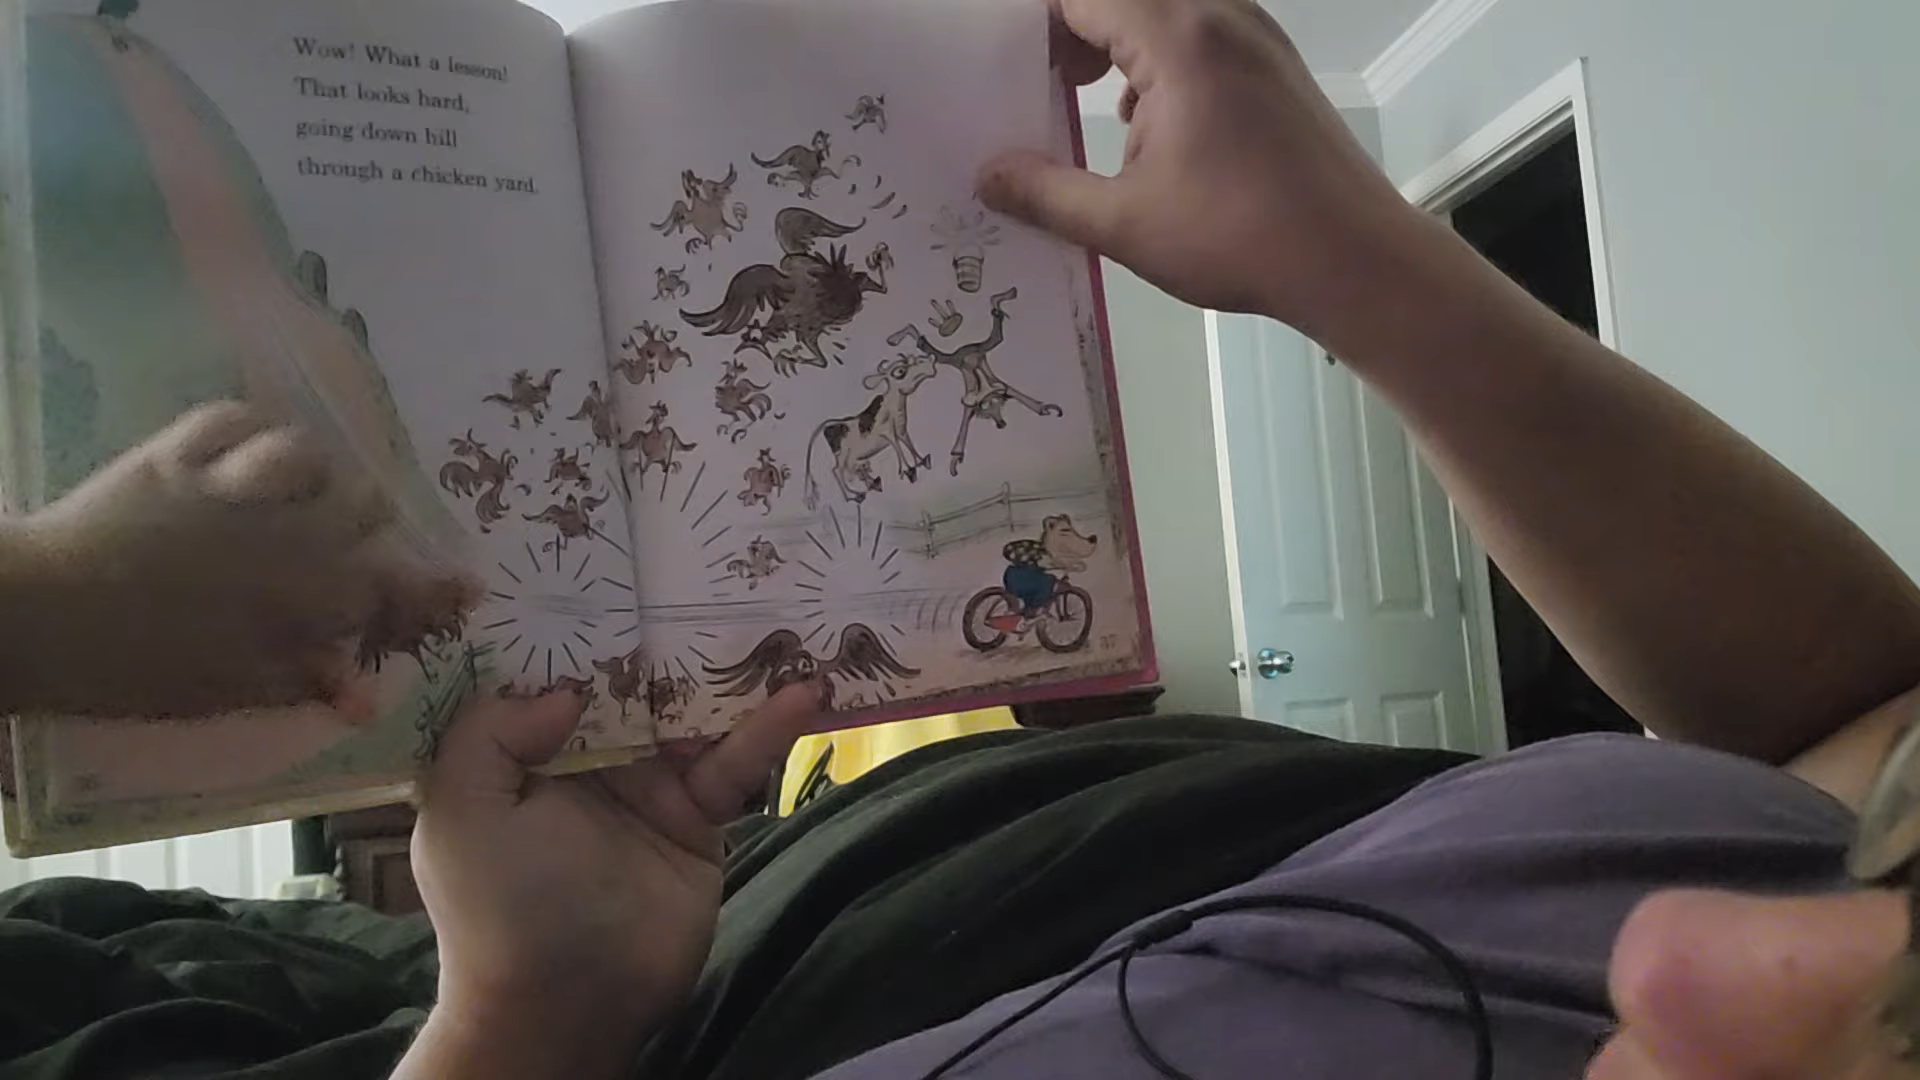 Wow! What a lesson!
That looks hard,
going down hill
through a chicken yard.